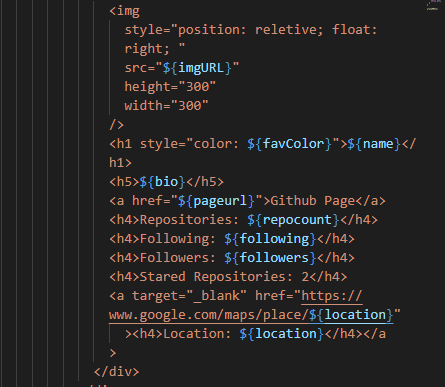 <img
style="position: reletive; float:
right; "
src="${imgURL}"
height="300"
width="300"
/>
<h1 style="color: ${favColor}">${name}</
h1>
<h5>${bio}</h5>
<a href="${pageurl}">Github Page</a>
<h4>Repositories: ${repocount}</h4>
<h4>Following: ${following}</h4>
<h4>Followers: ${followers}</h4>
<h4>Stared Repositories: 2</h4>
<a target="_blank" href="https://
www.google.com/maps/place/${location}"
><h4>Location: ${location}</h4></a
>
</div>